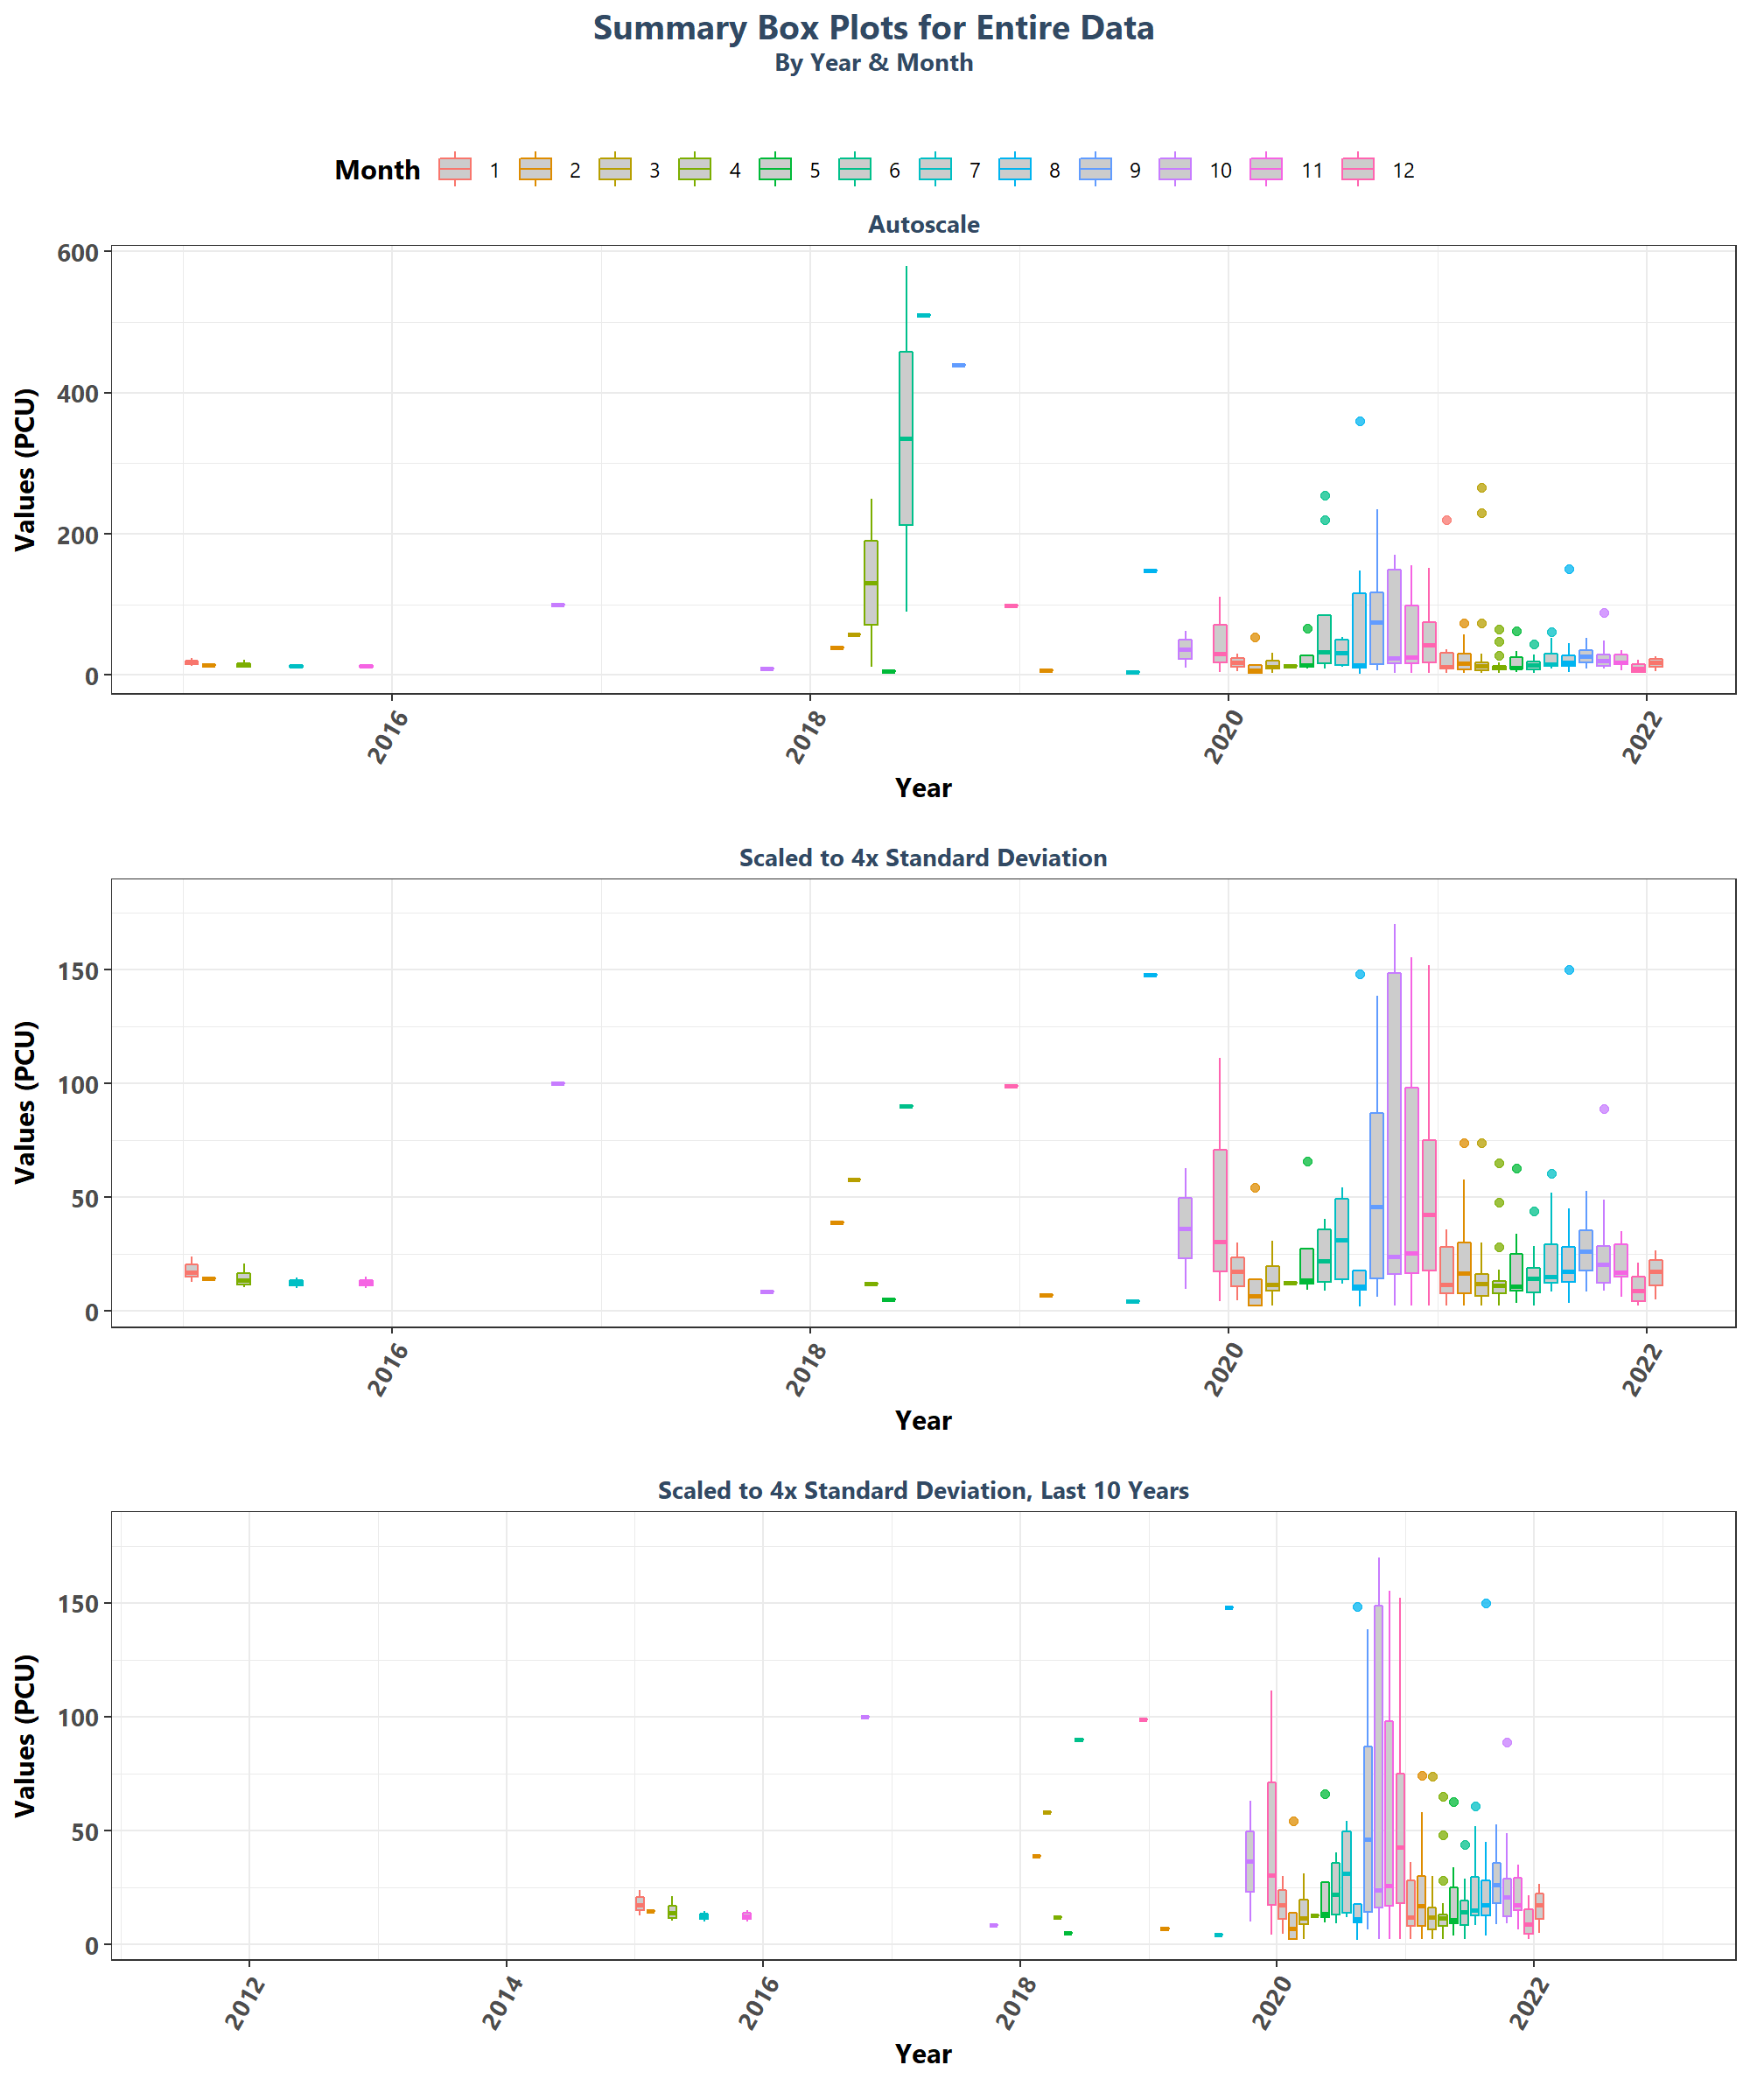 Summary Box Plots for Entire Data
By Year & Month
Month 1 2 3 4 5 6 7 8 9 10 11 12
Autoscale
600
400
200
0
Values (PCU)
2016 2018 2020 2022
Year
Scaled to 4x Standard Deviation
150
100
50
0
Values (PCU)
2016 2018 2020 2022
Year
Scaled to 4x Standard Deviation, Last 10 Years
150
100
50
0
Values (PCU)
2012 2014 2016 2018 2020 2022
Year